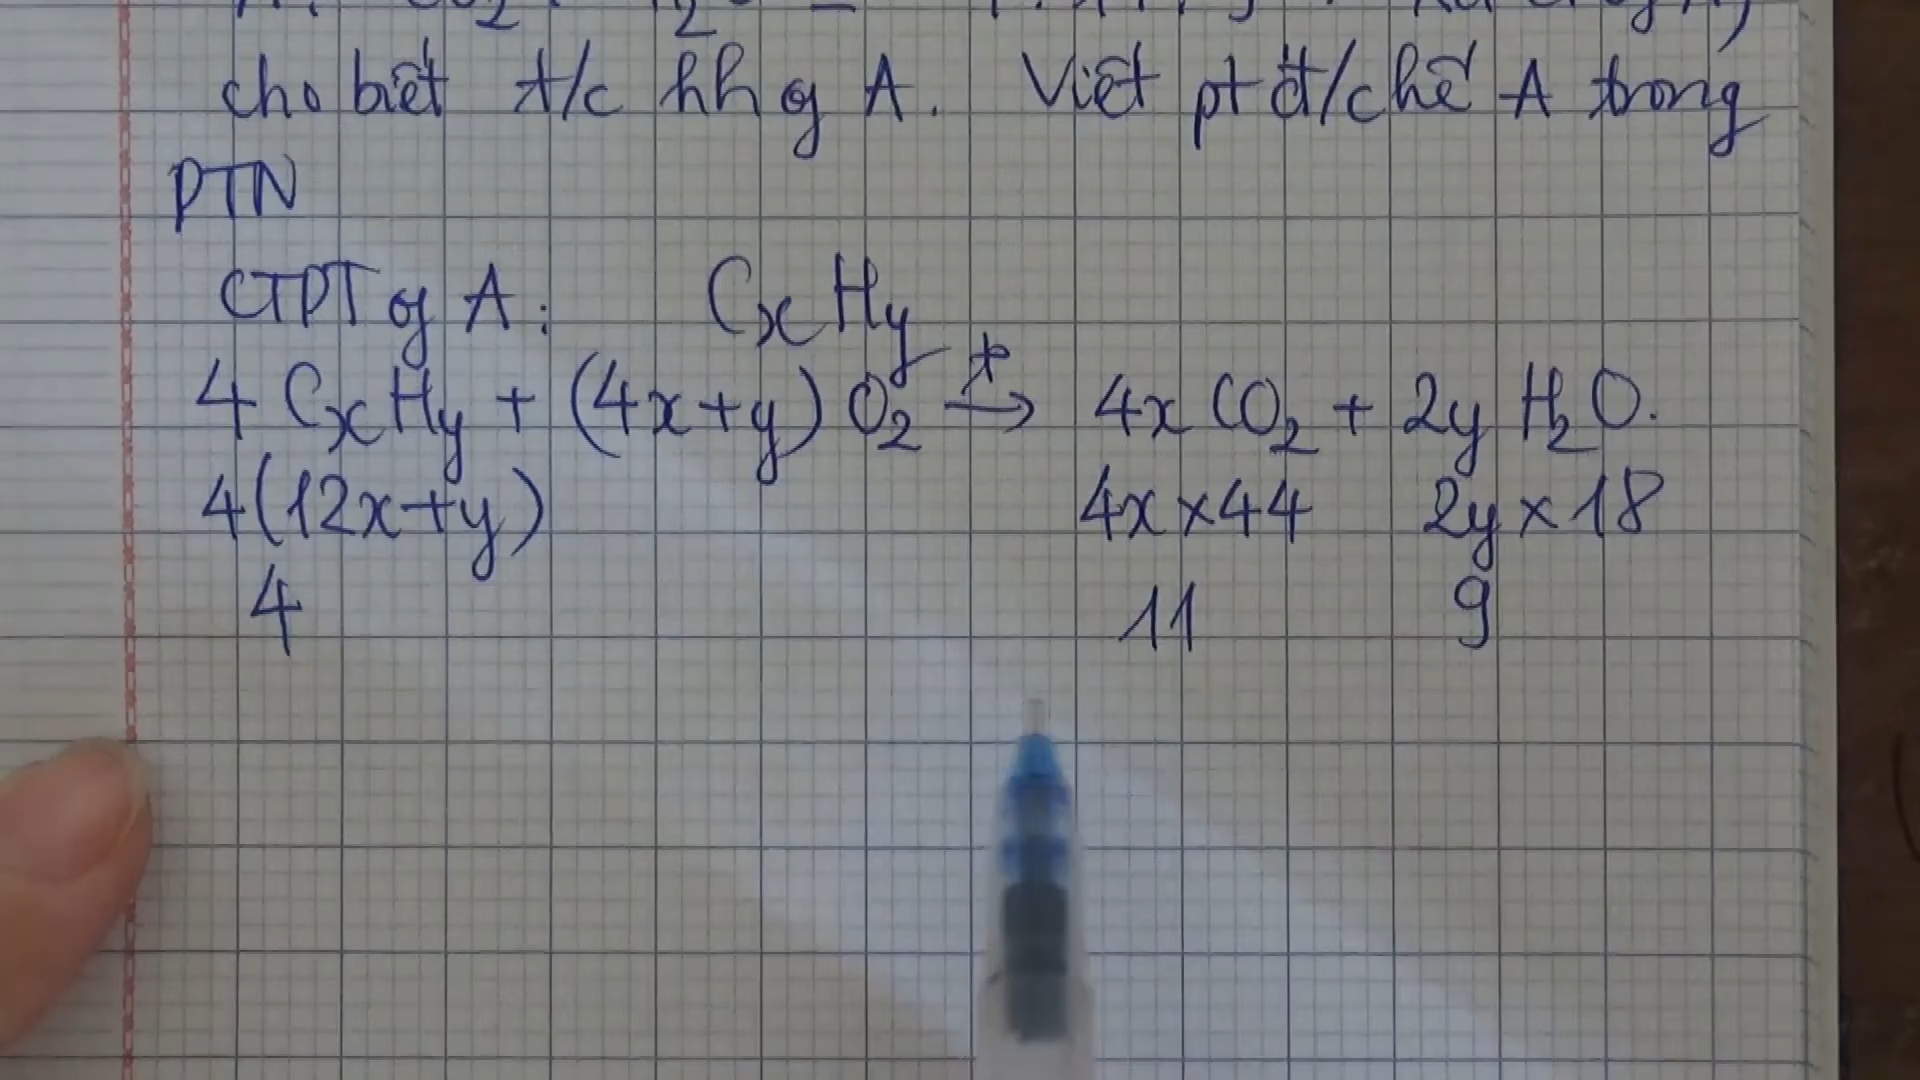 cho biết t/c hh of A. Viết pt đ/chế A trong
PTN
CTPT of A: CxHy
4 CxHy + (4x+y) O2 → 4x CO2 + 2y H2O.
4(12x+y) 4x×44 2y×18
4 11 9